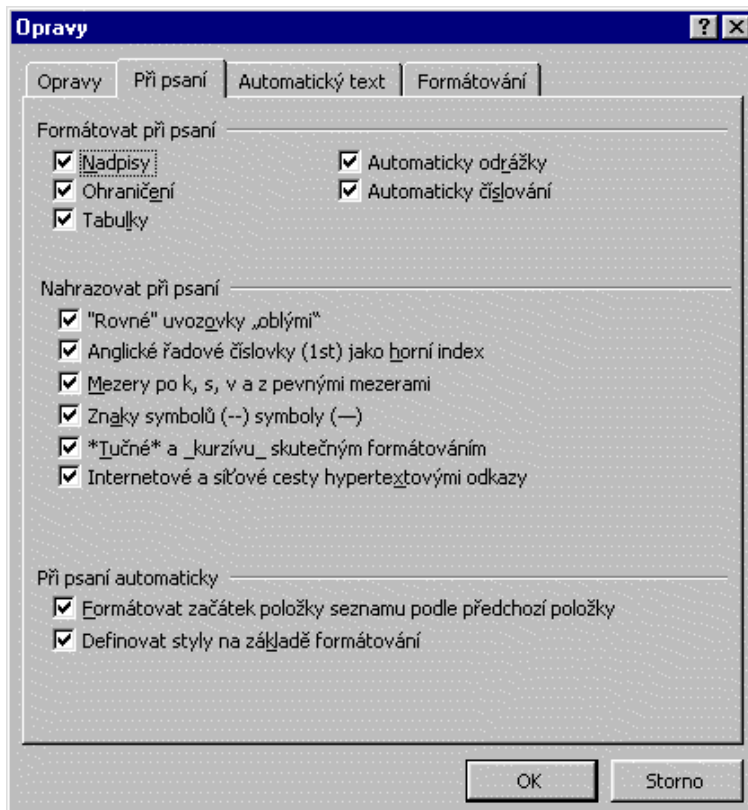 Opravy
Opravy Při psaní Automatický text Formátování
Formátovat při psaní
Nadpisy Automaticky odrážky
Ohraničení Automaticky číslování
Tabulky
Nahrazovat při psaní
"Rovné" uvozovky „oblými“
Anglické řadové číslovky (1st) jako horní index
Mezery po k, s, v a z pevnými mezerami
Znaky symbolů (--) symboly (—)
*Tučné* a _kurzívu_ skutečným formátováním
Internetové a síťové cesty hypertextovými odkazy
Při psaní automaticky
Formátovat začátek položky seznamu podle předchozí položky
Definovat styly na základě formátování
OK Storno